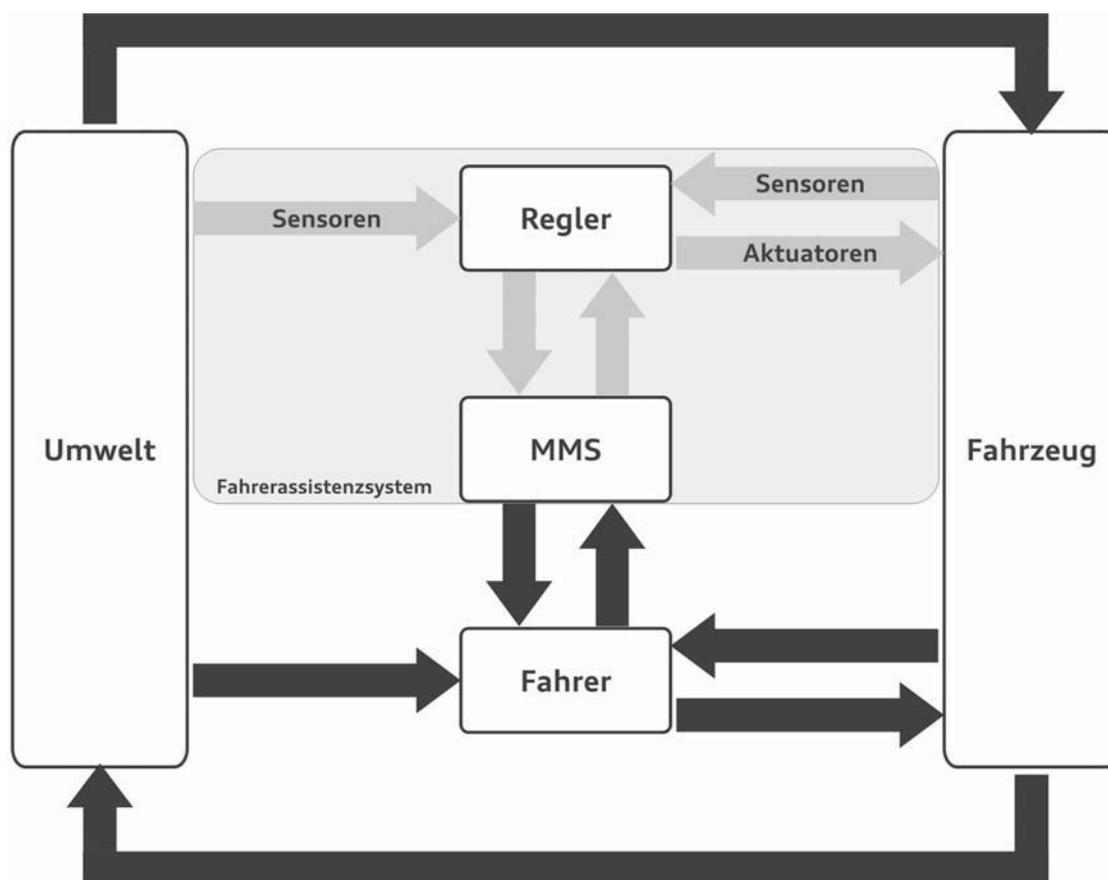 Sensoren
Sensoren
Regler
Aktuatoren
Umwelt
MMS
Fahrzeug
Fahrerassistenzsystem
Fahrer